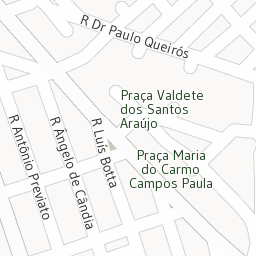 R Dr Paulo Queirós
Praça Valdete
dos Santos
Araújo
Praça Maria
do Carmo
Campos Paula
R Antônio Previato
R Ângelo de Cândia
R Luís Botta